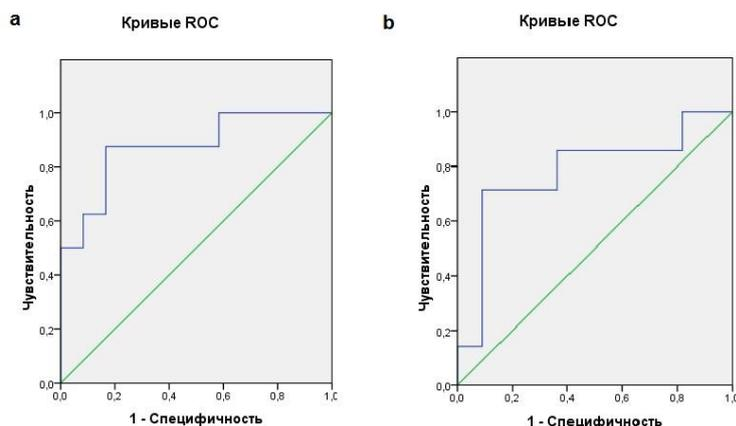 a
Кривые ROC
Чувствительность
1,0
0,8
0,6
0,4
0,2
0,0
0,0 0,2 0,4 0,6 0,8 1,0
1 - Специфичность
b
Кривые ROC
Чувствительность
1,0
0,8
0,6
0,4
0,2
0,0
0,0 0,2 0,4 0,6 0,8 1,0
1 - Специфичность